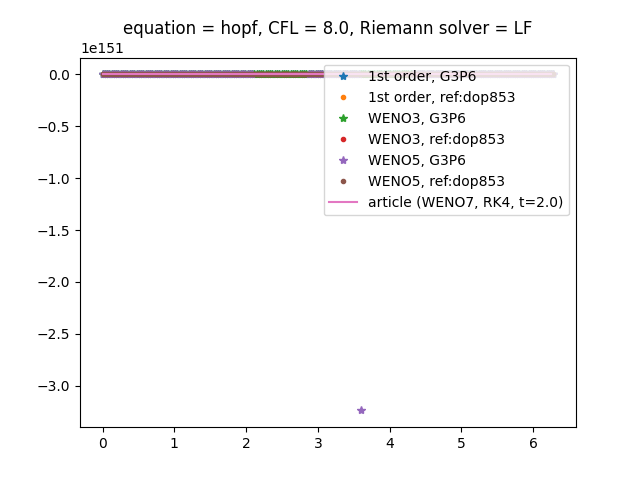 equation = hopf, CFL = 8.0, Riemann solver = LF
1e151
0.0
−0.5
−1.0
−1.5
−2.0
−2.5
−3.0
1st order, G3P6
1st order, ref:dop853
WENO3, G3P6
WENO3, ref:dop853
WENO5, G3P6
WENO5, ref:dop853
article (WENO7, RK4, t=2.0)
0 1 2 3 4 5 6